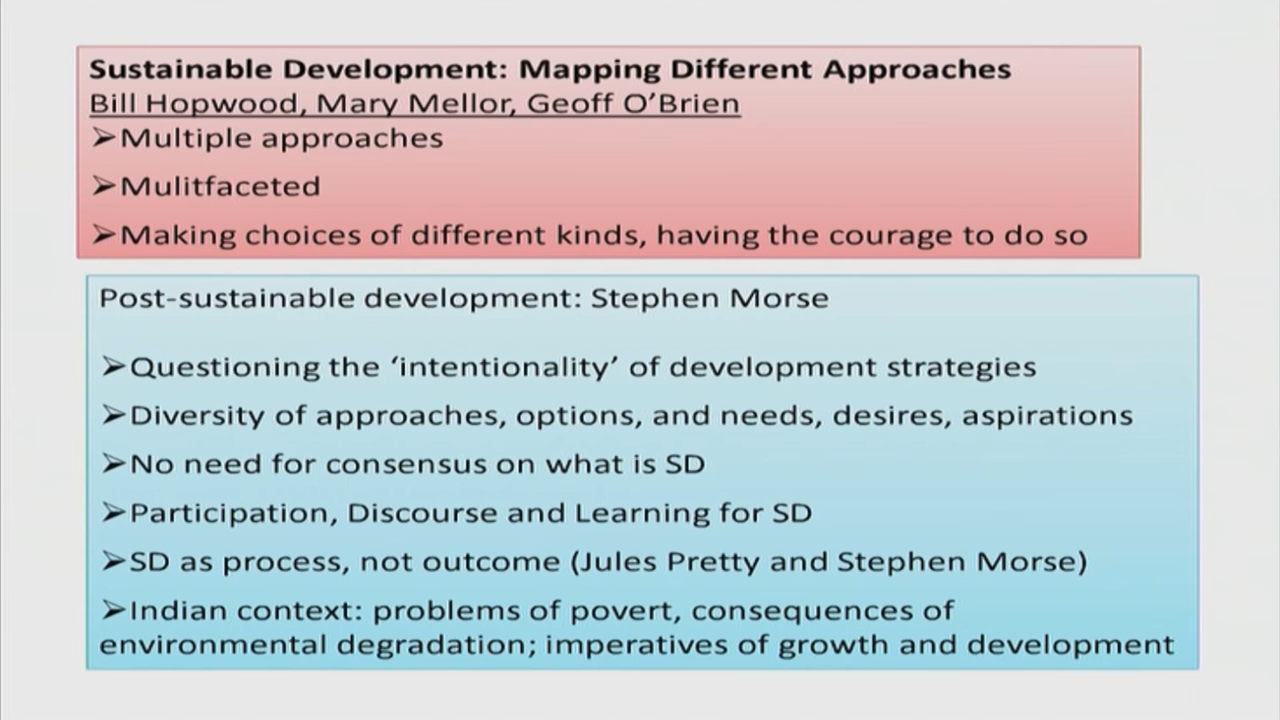 Sustainable Development: Mapping Different Approaches
Bill Hopwood, Mary Mellor, Geoff O’Brien
➢Multiple approaches
➢Mulitfaceted
➢Making choices of different kinds, having the courage to do so
Post-sustainable development: Stephen Morse
➢Questioning the ‘intentionality’ of development strategies
➢Diversity of approaches, options, and needs, desires, aspirations
➢No need for consensus on what is SD
➢Participation, Discourse and Learning for SD
➢SD as process, not outcome (Jules Pretty and Stephen Morse)
➢Indian context: problems of povert, consequences of
environmental degradation; imperatives of growth and development